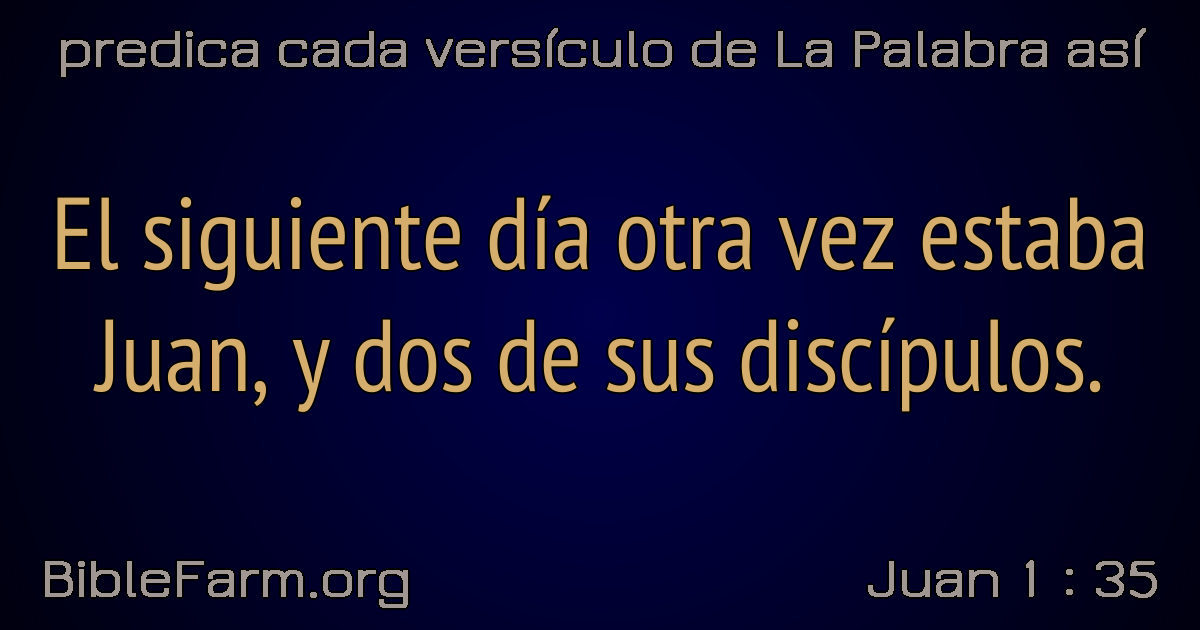 predica cada versículo de La Palabra así
El siguiente día otra vez estaba
Juan, y dos de sus discípulos.
BibleFarm.org
Juan 1 : 35